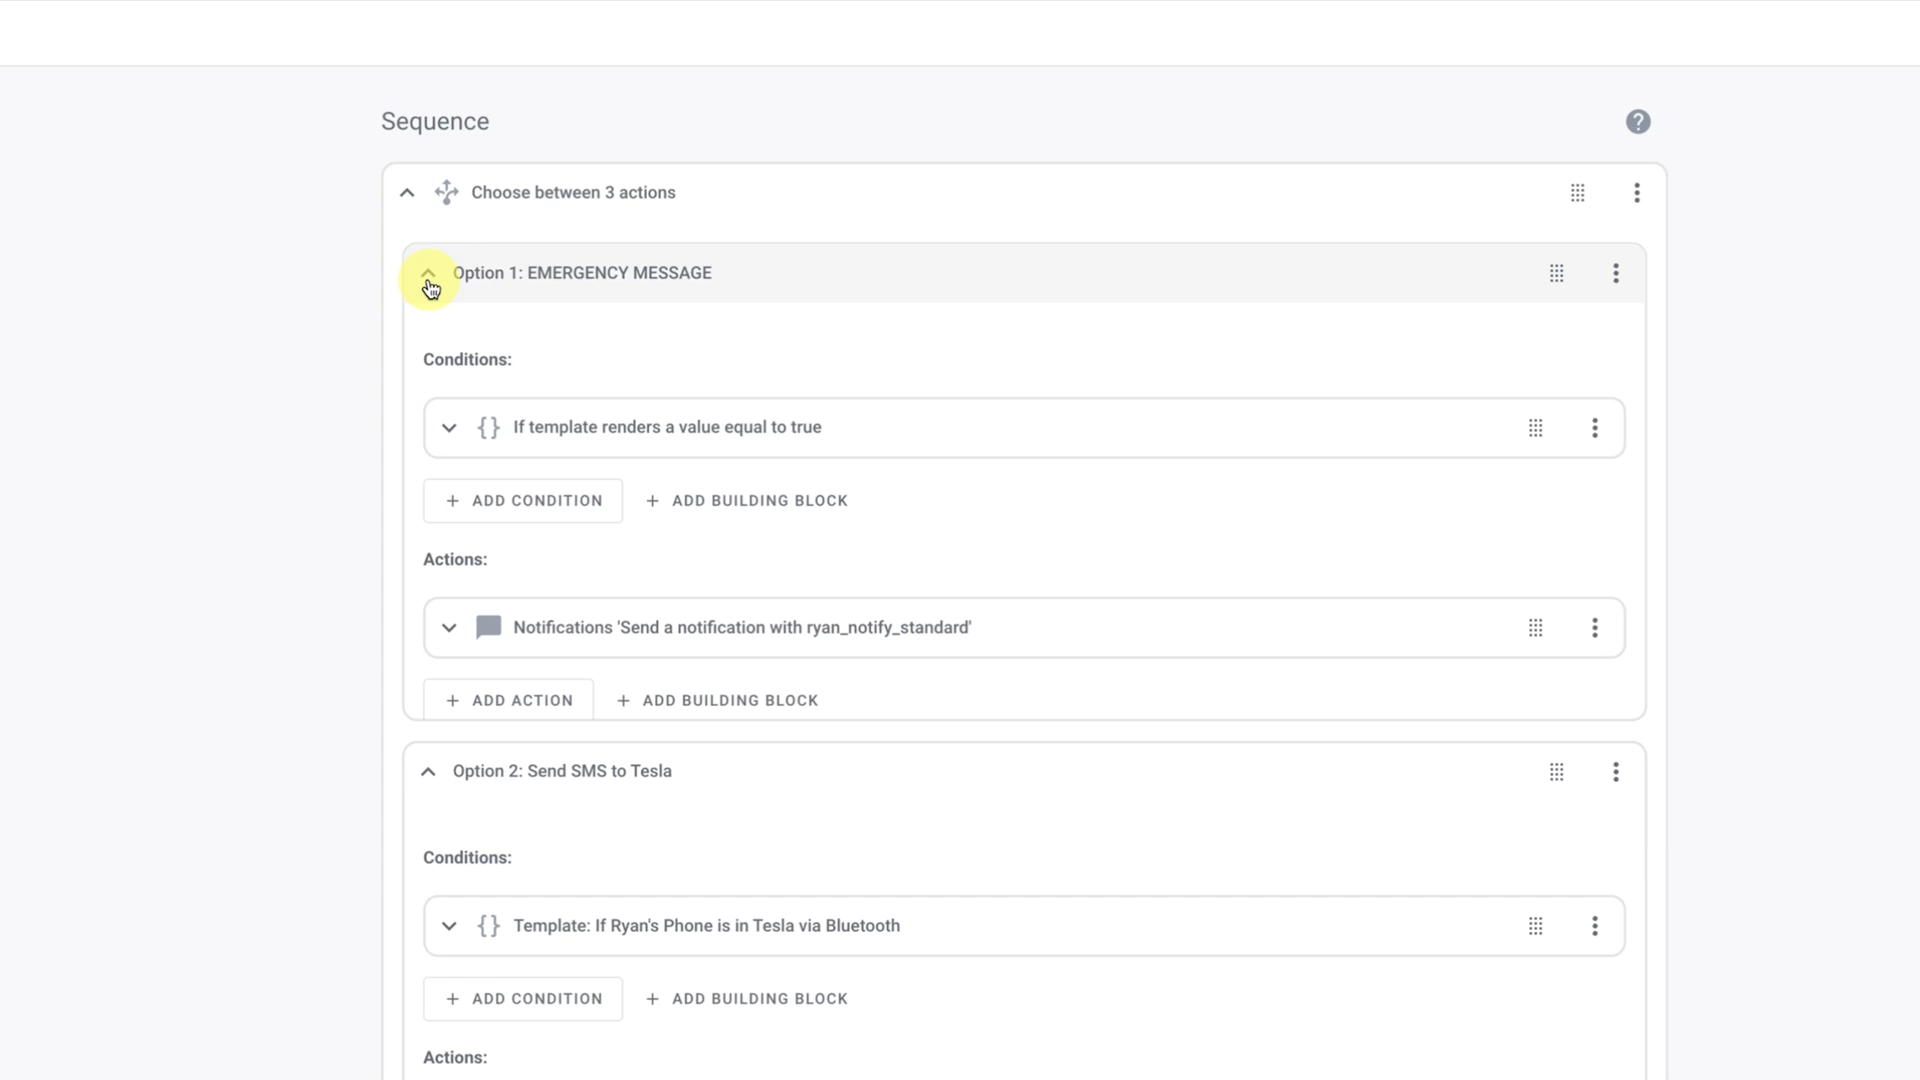 Sequence
?
Choose between 3 actions
Option 1: EMERGENCY MESSAGE
Conditions:
{} If template renders a value equal to true
+ ADD CONDITION + ADD BUILDING BLOCK
Actions:
Notifications 'Send a notification with ryan_notify_standard'
+ ADD ACTION + ADD BUILDING BLOCK
Option 2: Send SMS to Tesla
Conditions:
{} Template: If Ryan's Phone is in Tesla via Bluetooth
+ ADD CONDITION + ADD BUILDING BLOCK
Actions: